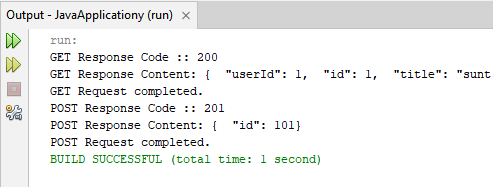 Output - JavaApplicationy (run)
run:
GET Response Code :: 200
GET Response Content: {  "userId": 1,  "id": 1,  "title": "sunt
GET Request completed.
POST Response Code :: 201
POST Response Content: {  "id": 101}
POST Request completed.
BUILD SUCCESSFUL (total time: 1 second)